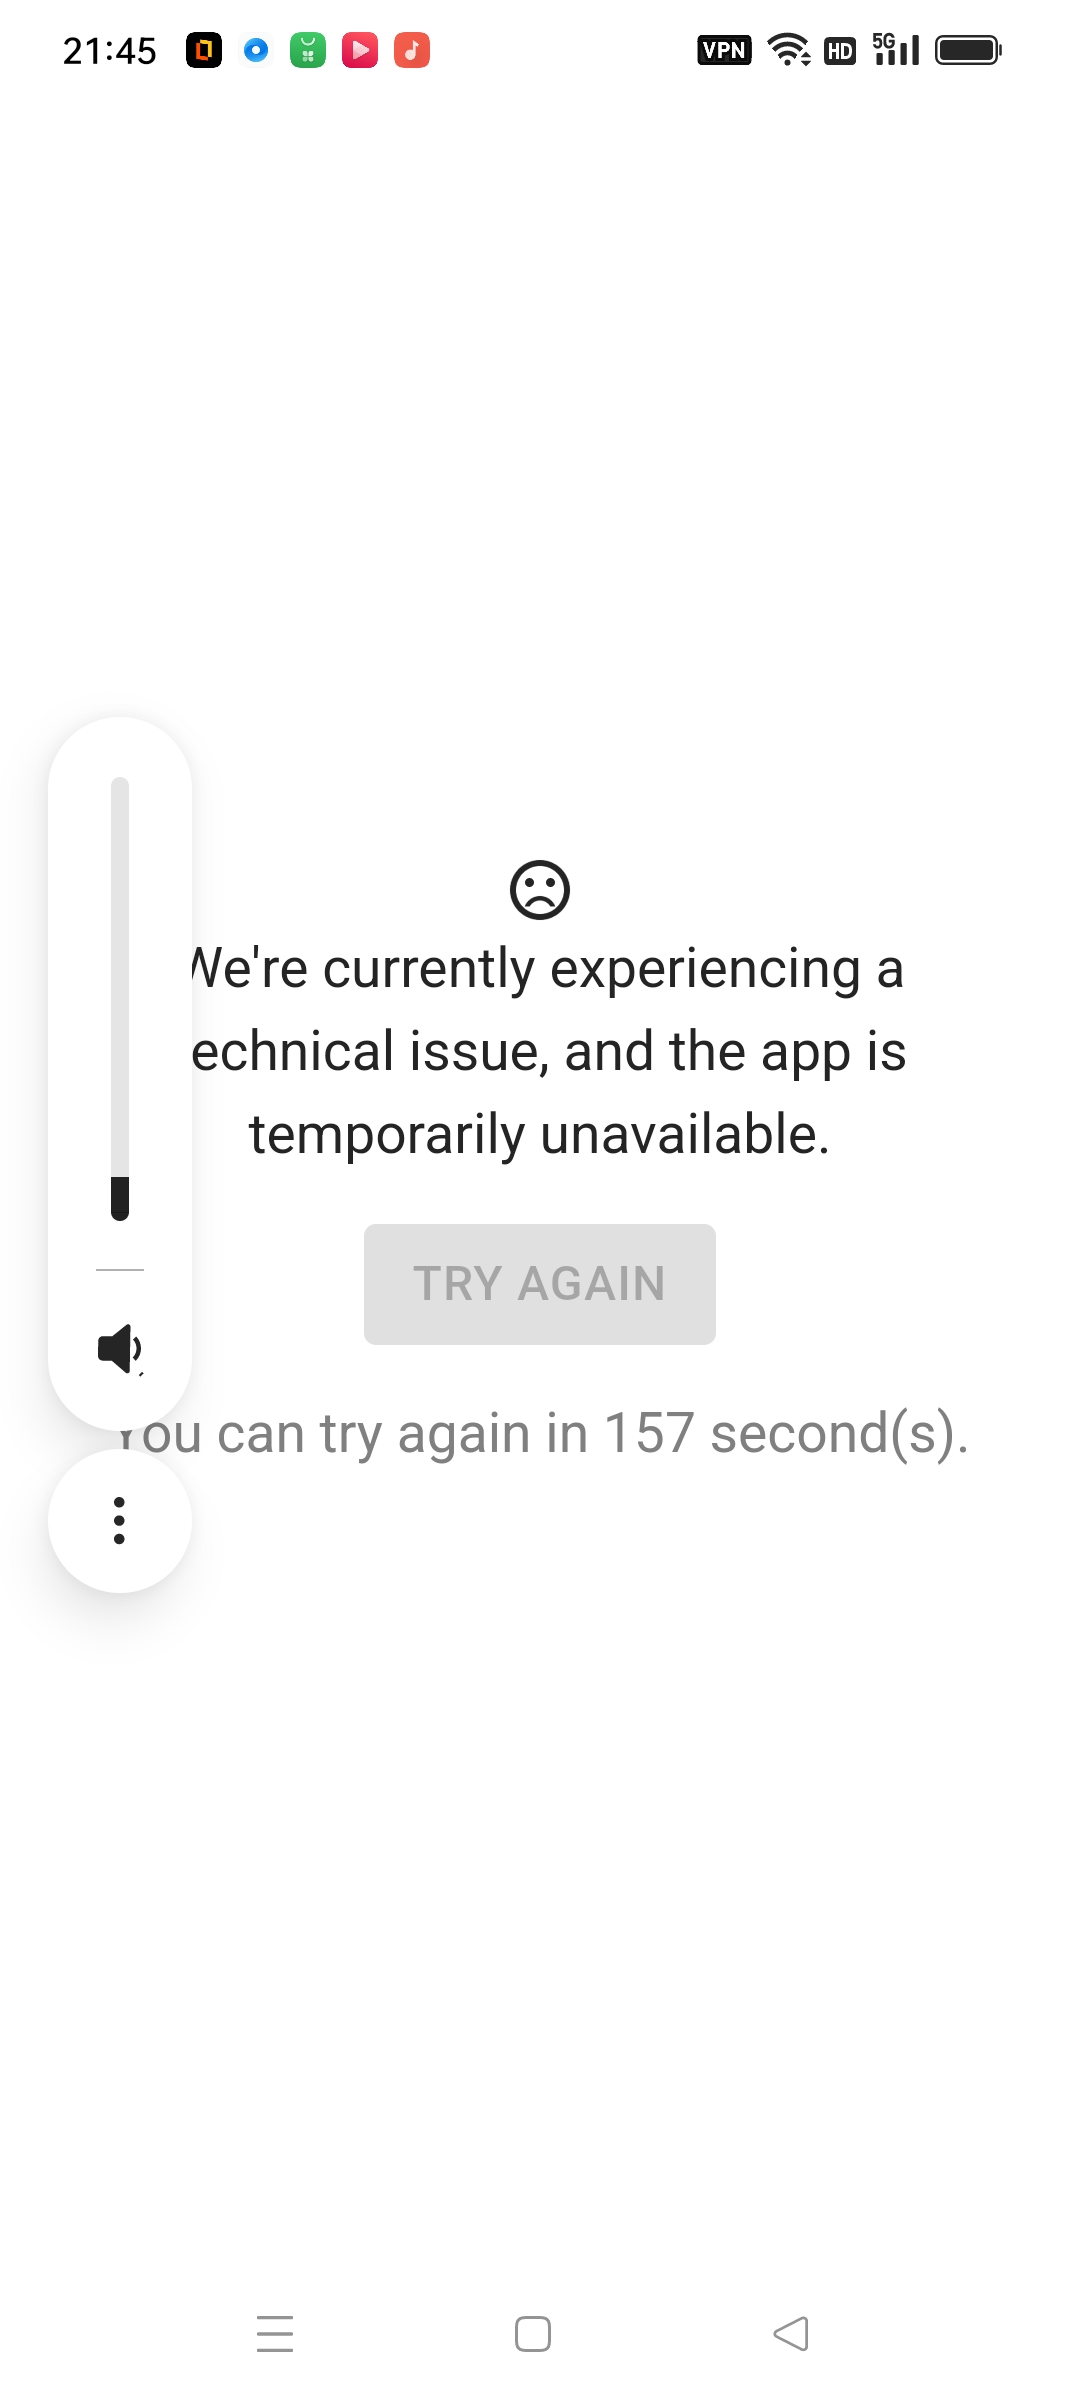 21:45 VPN HD 5G
We're currently experiencing a
echnical issue, and the app is
temporarily unavailable.
TRY AGAIN
You can try again in 157 second(s).